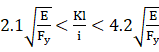 2.1√(E/F_y) < Kl/i < 4.2√(E/F_y)